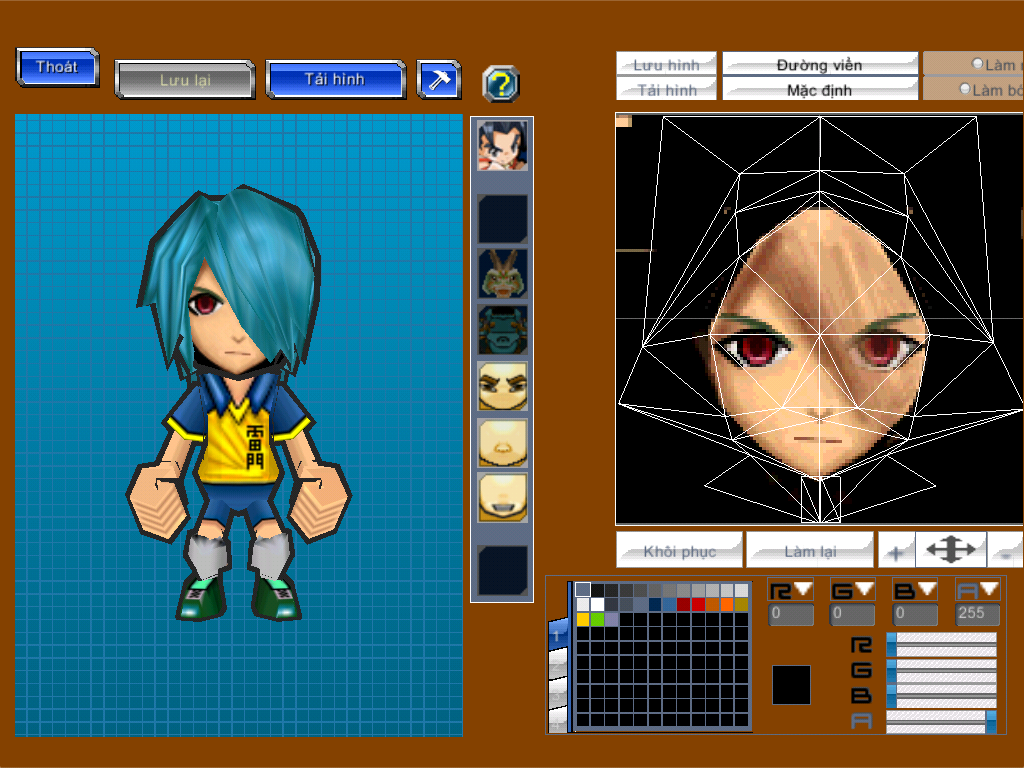 Thoát
Lưu lại
Tải hình
?
Lưu hình
Đường viền
Làm
Tải hình
Mặc định
Làm
雷
門
Khôi phục
Làm lại
+
-
R G B A
0 0 0 255
1
R
G
B
A